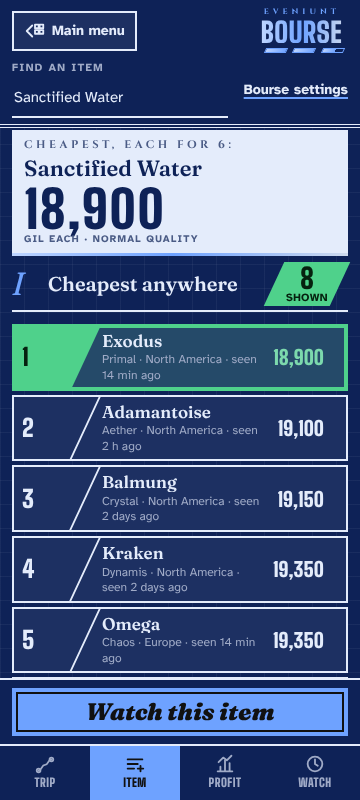 Main menu
EVENIUNT
BOURSE
FIND AN ITEM
Sanctified Water
Bourse settings
CHEAPEST, EACH FOR 6:
Sanctified Water
18,900
GIL EACH · NORMAL QUALITY
I
Cheapest anywhere
8
SHOWN
1
Exodus
Primal · North America · seen
14 min ago
18,900
2
Adamantoise
Aether · North America · seen
2 h ago
19,100
3
Balmung
Crystal · North America · seen
2 days ago
19,150
4
Kraken
Dynamis · North America ·
seen 2 days ago
19,350
5
Omega
Chaos · Europe · seen 14 min
ago
19,350
Watch this item
TRIP
ITEM
PROFIT
WATCH